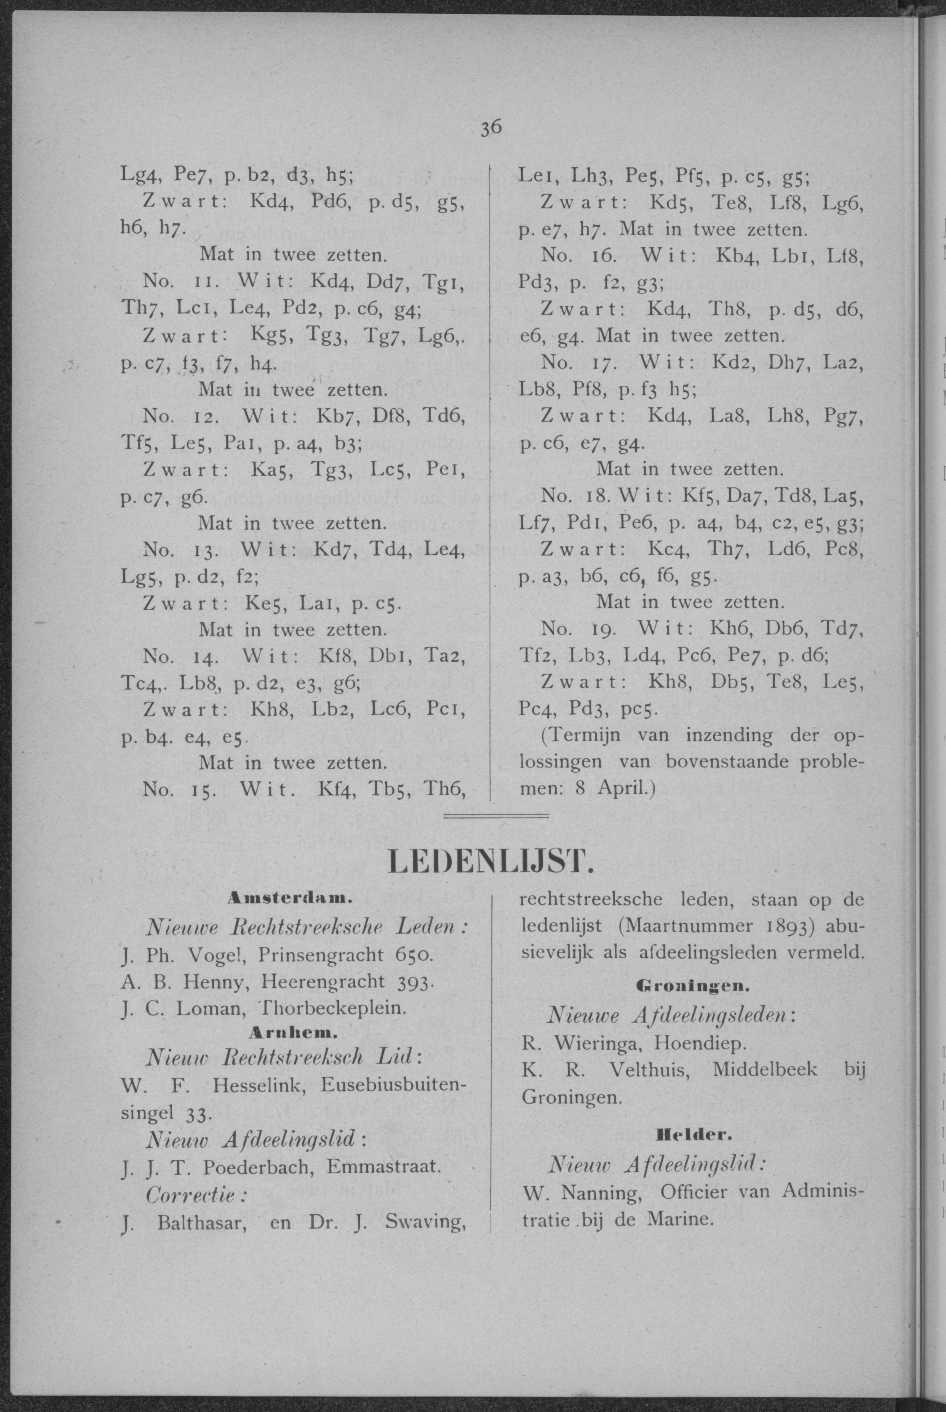 36
Lg4, Pe7, p. b2, d3, h5;
Zwart: Kd4, Pd6, p. d5, g5,
h6, h7.
Mat in twee zetten.
No. 11. Wit: Kd4, Dd7, Tg1,
Th7, Lc1, Le4, Pd2, p. c6, g4;
Zwart: Kg5, Tg3, Tg7, Lg6,.
p. c7, f3, f7, h4.
Mat in twee zetten.
No. 12. Wit: Kb7, Df8, Td6,
Tf5, Le5, Pa1, p. a4, b3;
Zwart: Ka5, Tg3, Lc5, Pe1,
p. c7, g6.
Mat in twee zetten.
No. 13. Wit: Kd7, Td4, Le4,
Lg5, p. d2, f2;
Zwart: Ke5, La1, p. c5.
Mat in twee zetten.
No. 14. Wit: Kf8, Db1, Ta2,
Tc4,. Lb8, p. d2, e3, g6;
Zwart: Kh8, Lb2, Lc6, Pc1,
p. b4. e4, e5.
Mat in twee zetten.
No. 15. Wit. Kf4, Tb5, Th6,
Le1, Lh3, Pe5, Pf5, p. c5, g5;
Zwart: Kd5, Te8, Lf8, Lg6,
p. e7, h7. Mat in twee zetten.
No. 16. Wit: Kb4, Lb1, Lf8,
Pd3, p. f2, g3;
Zwart: Kd4, Th8, p. d5, d6,
e6, g4. Mat in twee zetten.
No. 17. Wit: Kd2, Dh7, La2,
Lb8, Pf8, p. f3 h5;
Zwart: Kd4, La8, Lh8, Pg7,
p. c6, e7, g4.
Mat in twee zetten.
No. 18. Wit: Kf5, Da7, Td8, La5,
Lf7, Pd1, Pe6, p. a4, b4, c2, e5, g3;
Zwart: Kc4, Th7, Ld6, Pc8,
p. a3, b6, c6, f6, g5.
Mat in twee zetten.
No. 19. Wit: Kh6, Db6, Td7,
Tf2, Lb3, Ld4, Pc6, Pe7, p. d6;
Zwart: Kh8, Db5, Te8, Le5,
Pc4, Pd3, pc5.
(Termijn van inzending der op-
lossingen van bovenstaande proble-
men: 8 April.)
LEDENLIJST.
Amsterdam.
Nieuwe Rechtstreeksche Leden:
J. Ph. Vogel, Prinsengracht 650.
A. B. Henny, Heerengracht 393.
J. C. Loman, Thorbeckeplein.
Arnhem.
Nieuw Rechtstreeksch Lid:
W. F. Hesselink, Eusebiusbuiten-
singel 33.
Nieuw Afdeelingslid:
J. J. T. Poederbach, Emmastraat.
Correctie:
J. Balthasar, en Dr. J. Swaving,
rechtstreeksche leden, staan op de
ledenlijst (Maartnummer 1893) abu-
sievelijk als afdeelingsleden vermeld.
Groningen.
Nieuwe Afdeelingsleden:
R. Wieringa, Hoendiep.
K. R. Velthuis, Middelbeek bij
Groningen.
Helder.
Nieuw Afdeelingslid:
W. Nanning, Officier van Adminis-
tratie bij de Marine.